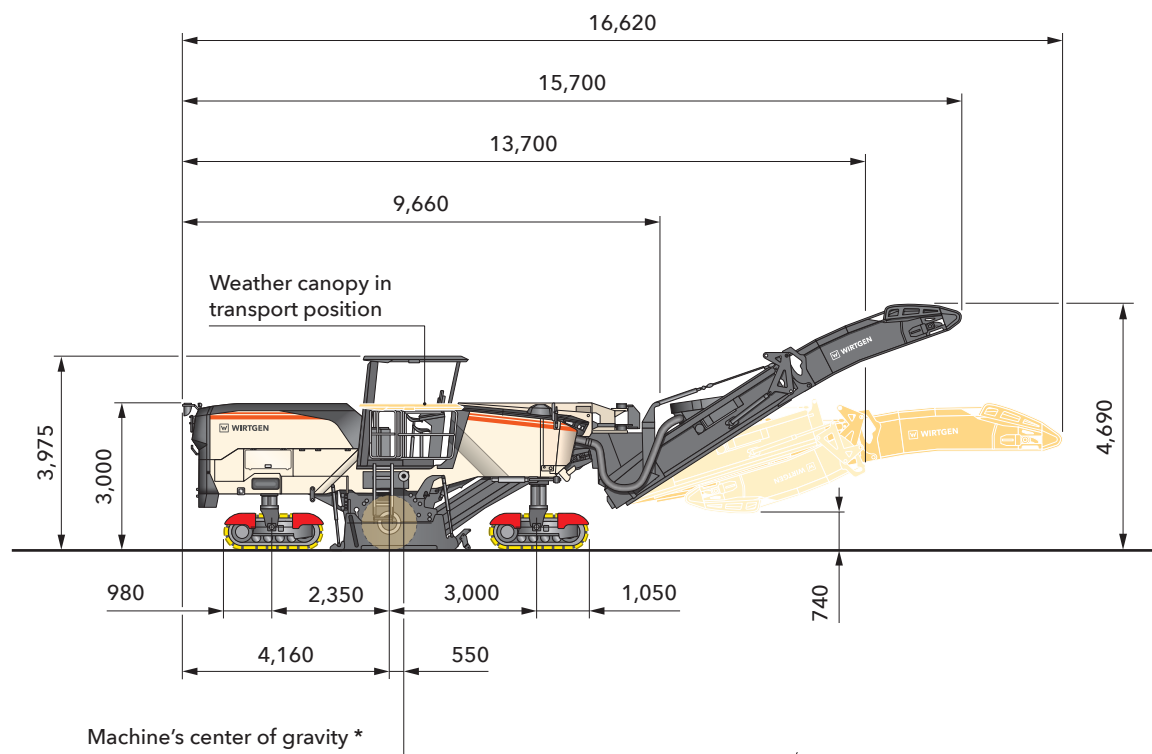 16,620
15,700
13,700
9,660
Weather canopy in
transport position
WIRTGEN
3,975
3,000
WIRTGEN
WIRTGEN
WIRTGEN
4,690
980
2,350
3,000
1,050
740
4,160
550
Machine's center of gravity *